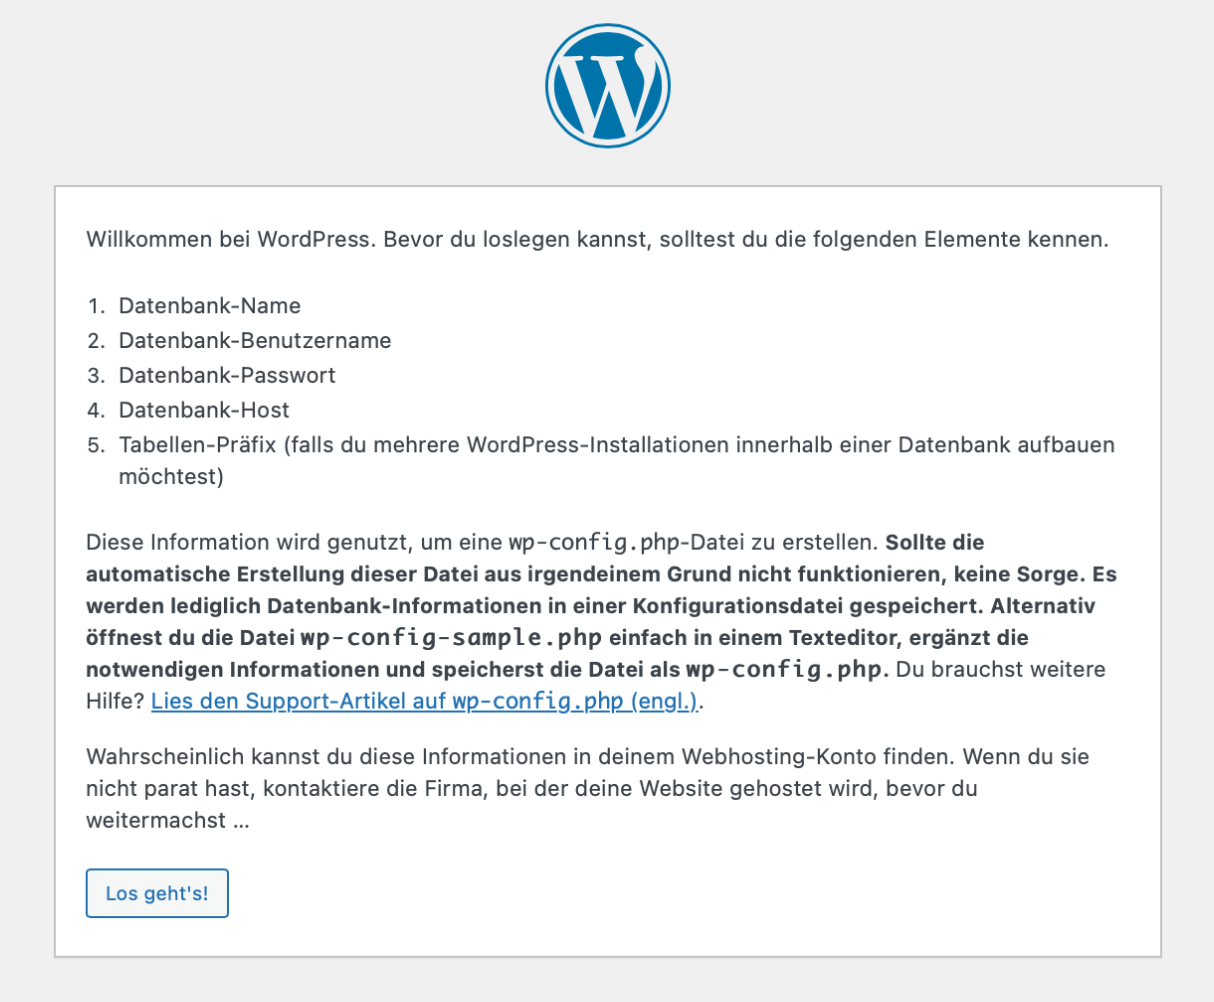 Willkommen bei WordPress. Bevor du loslegen kannst, solltest du die folgenden Elemente kennen.
1. Datenbank-Name
2. Datenbank-Benutzername
3. Datenbank-Passwort
4. Datenbank-Host
5. Tabellen-Präfix (falls du mehrere WordPress-Installationen innerhalb einer Datenbank aufbauen
möchtest)
Diese Information wird genutzt, um eine wp-config.php-Datei zu erstellen. Sollte die
automatische Erstellung dieser Datei aus irgendeinem Grund nicht funktionieren, keine Sorge. Es
werden lediglich Datenbank-Informationen in einer Konfigurationsdatei gespeichert. Alternativ
öffnest du die Datei wp-config-sample.php einfach in einem Texteditor, ergänzt die
notwendigen Informationen und speicherst die Datei als wp-config.php. Du brauchst weitere
Hilfe? Lies den Support-Artikel auf wp-config.php (engl.).
Wahrscheinlich kannst du diese Informationen in deinem Webhosting-Konto finden. Wenn du sie
nicht parat hast, kontaktiere die Firma, bei der deine Website gehostet wird, bevor du
weitermachst …
Los geht's!